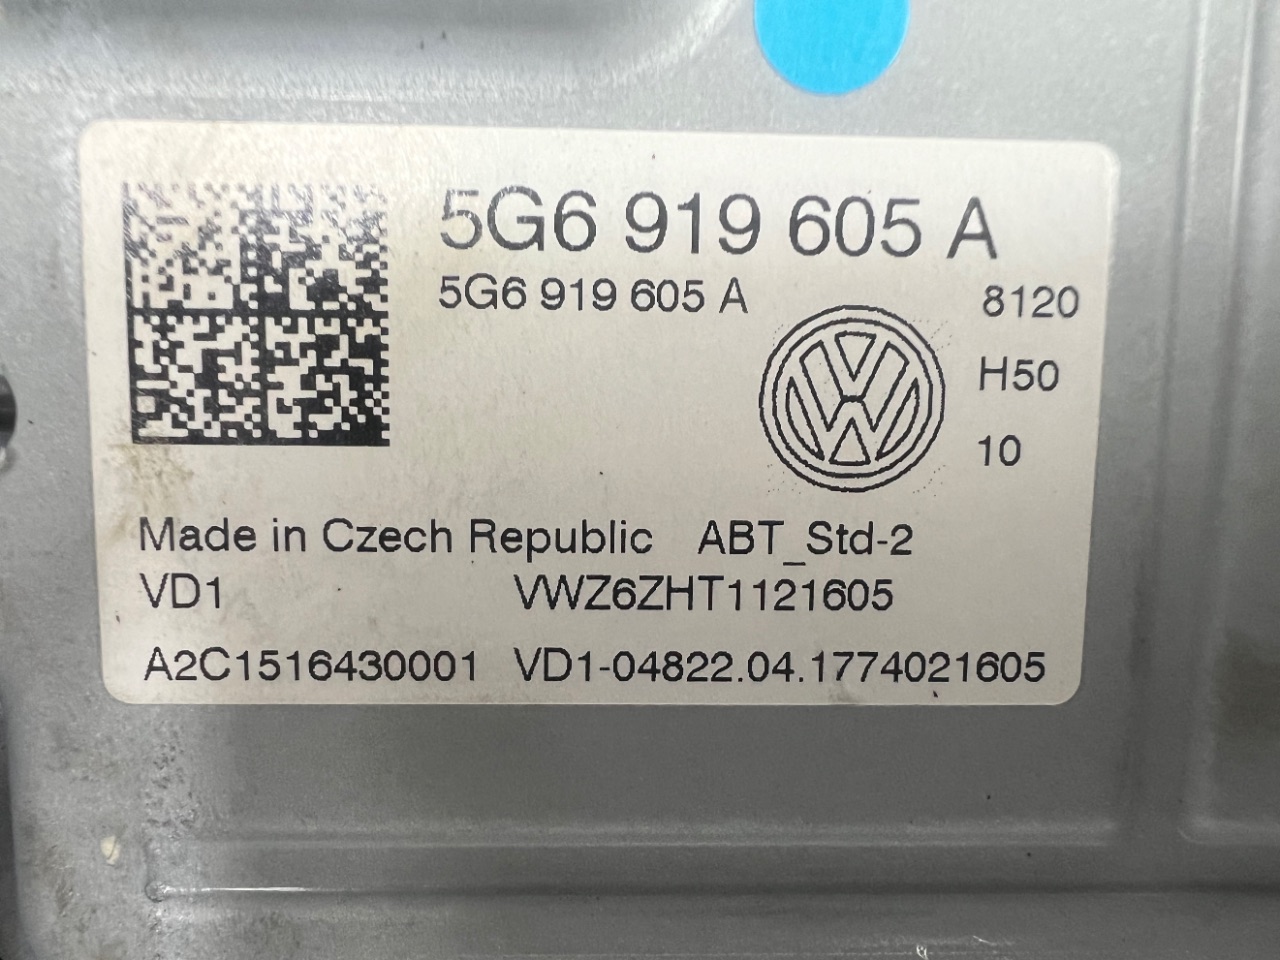 5G6 919 605 A
5G6 919 605 A
8120
H50
10
Made in Czech Republic ABT_Std-2
VD1 VWZ6ZHT1121605
A2C1516430001 VD1-04822.04.1774021605